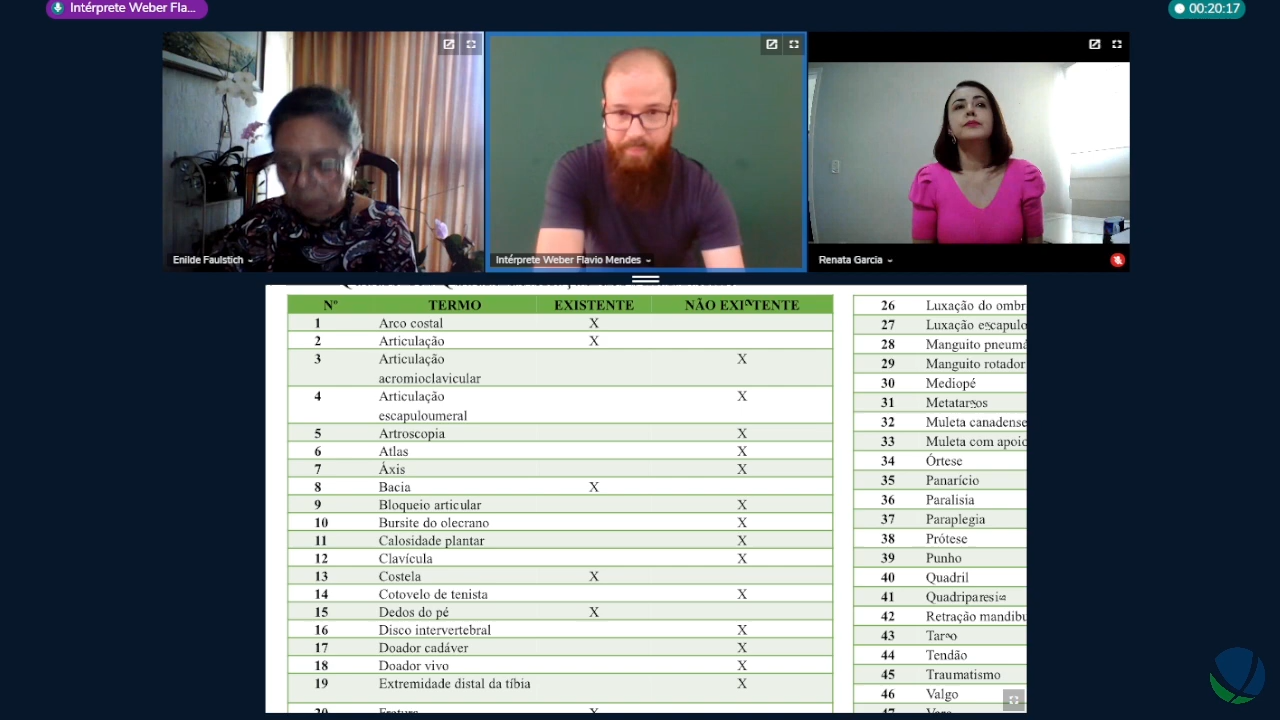 Intérprete Weber Fla...
00:20:17
Enilde Faulstich
Intérprete Weber Flavio Mendes
Renata Garcia
Nº TERMO EXISTENTE NÃO EXISTENTE
1 Arco costal X
2 Articulação X
3 Articulação X
acromioclavicular
4 Articulação X
escapuloumeral
5 Artroscopia X
6 Atlas X
7 Áxis X
8 Bacia X
9 Bloqueio articular X
10 Bursite do olecrano X
11 Calosidade plantar X
12 Clavícula X
13 Costela X
14 Cotovelo de tenista X
15 Dedos do pé X
16 Disco intervertebral X
17 Doador cadáver X
18 Doador vivo X
19 Extremidade distal da tíbia X
20 Fratura X
26 Luxação do ombr
27 Luxação escapulo
28 Manguito pneumá
29 Manguito rotador
30 Mediopé
31 Metatarsos
32 Muleta canadense
33 Muleta com apoio
34 Órtese
35 Panarício
36 Paralisia
37 Paraplegia
38 Prótese
39 Punho
40 Quadril
41 Quadriparesia
42 Retração mandibu
43 Tarso
44 Tendão
45 Traumatismo
46 Valgo
47 Varo